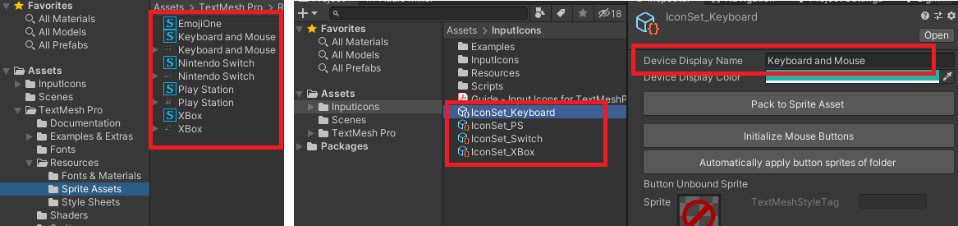 Favorites
All Materials
All Models
All Prefabs
Assets
InputIcons
Scenes
TextMesh Pro
Documentation
Examples & Extras
Fonts
Resources
Fonts & Materials
Sprite Assets
Style Sheets
Shaders
Assets > TextMesh Pro > R
EmojiOne
Keyboard and Mouse
Keyboard and Mouse
Nintendo Switch
Nintendo Switch
Play Station
Play Station
XBox
XBox
18
Favorites
All Materials
All Models
All Prefabs
Assets
InputIcons
Scenes
TextMesh Pro
Packages
Assets > InputIcons
Examples
InputIcons
Resources
Scripts
Guide - Input Icons for TextMeshP
IconSet_Keyboard
IconSet_PS
IconSet_Switch
IconSet_XBox
IconSet_Keyboard
Open
Device Display Name Keyboard and Mouse
Device Display Color
Pack to Sprite Asset
Initialize Mouse Buttons
Automatically apply button sprites of folder
Button Unbound Sprite
Sprite TextMeshStyleTag